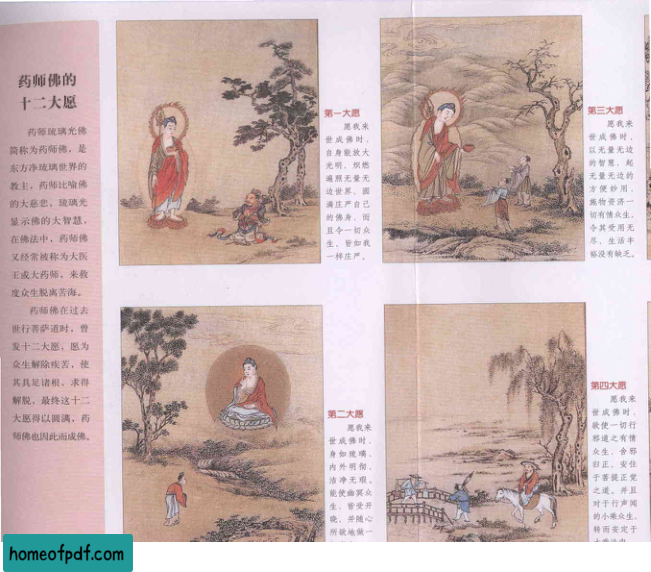 药师佛的
十二大愿
药师琉璃光佛
简称为药师佛，是
东方净琉璃世界的
教主，药师比喻佛
的大慈悲，琉璃光
显示佛的大智慧。
在佛法中，药师佛
又经常被称为大医
王或大药师，来救
度众生脱离苦海。
药师佛在过去
世行菩萨道时，曾
发十二大愿，愿为
众生解除疾苦，使
其具足诸根，求得
解脱，最终这十二
大愿得以圆满，药
师佛也因此而成佛。
第一大愿
愿我来
世成佛时，
自身能放大
光明，炽燃
遍照无量无
边世界，圆
满庄严自己
的佛身，而
且令一切众
生，皆如我
一样庄严。
第三大愿
愿我来
世成佛时，
以无量无边
的智慧，起
无量无边的
方便妙用，
施物资济一
切有情众生，
令其受用无
尽，生活丰
裕没有缺乏。
第二大愿
愿我来
世成佛时，
身如琉璃，
内外明彻，
洁净无瑕。
能使幽冥众
生，皆受开
晓，并随心
所欲地做一
第四大愿
愿我来
世成佛时，
欲使一切行
邪道之有情
众生，舍邪
归正，安住
于菩提正觉
之道。并且
对于行声闻
的小乘众生，
转而安定于
homeofpdf.com